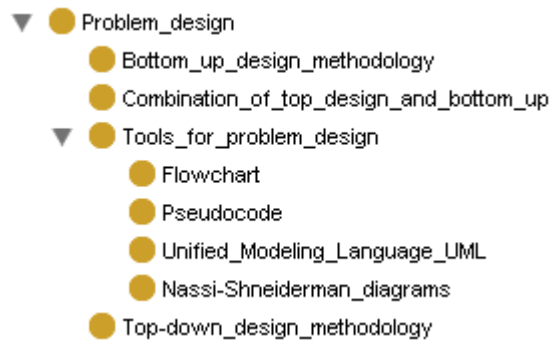 Problem_design
Bottom_up_design_methodology
Combination_of_top_design_and_bottom_up
Tools_for_problem_design
Flowchart
Pseudocode
Unified_Modeling_Language_UML
Nassi-Shneiderman_diagrams
Top-down_design_methodology